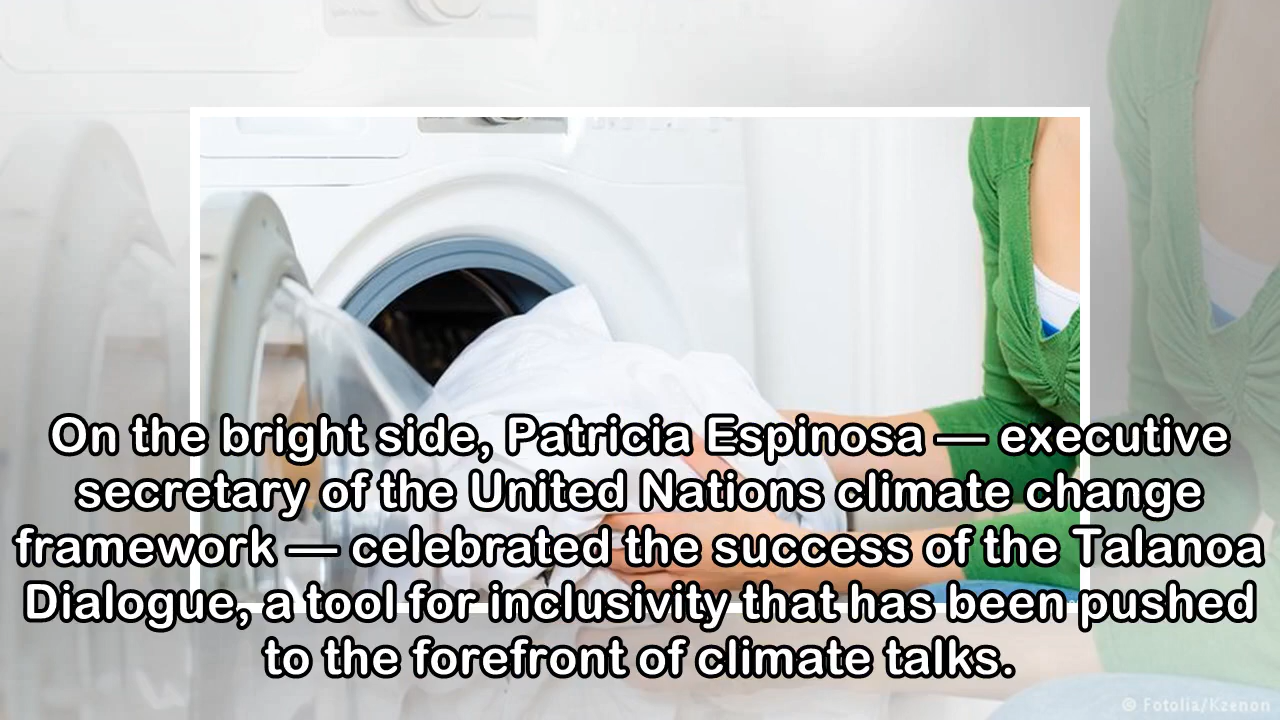 On the bright side, Patricia Espinosa — executive
secretary of the United Nations climate change
framework — celebrated the success of the Talanoa
Dialogue, a tool for inclusivity that has been pushed
to the forefront of climate talks.
© Fotolia/Kzenon